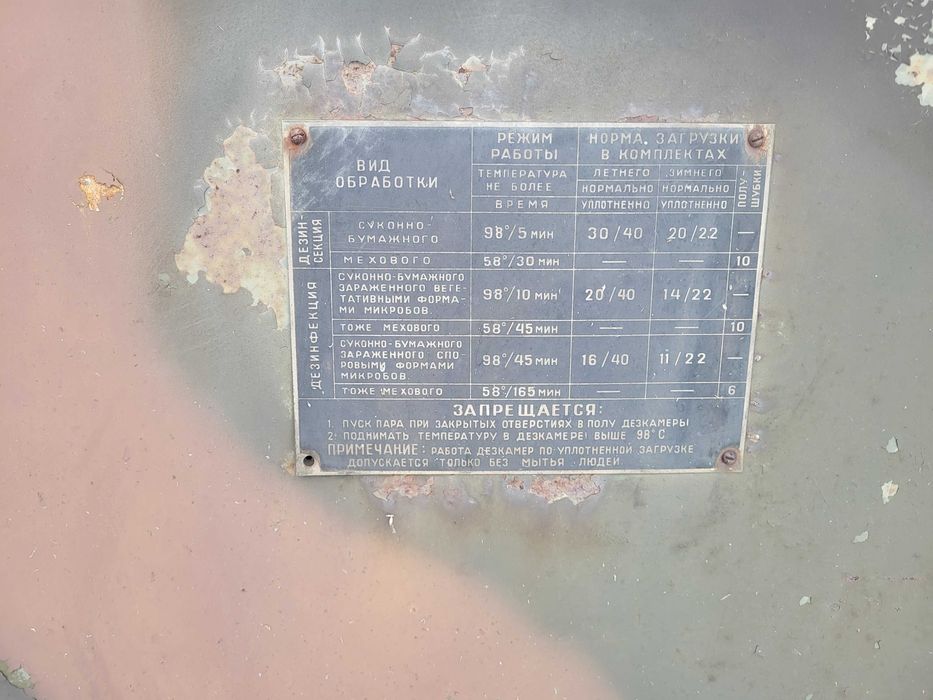 ВИД
ОБРАБОТКИ
РЕЖИМ
РАБОТЫ
НОРМА. ЗАГРУЗКИ
В КОМПЛЕКТАХ
ТЕМПЕРАТУРА
НЕ БОЛЕЕ
ВРЕМЯ
ЛЕТНЕГО
НОРМАЛЬНО
УПЛОТНЕННО
ЗИМНЕГО
НОРМАЛЬНО
УПЛОТНЕННО
ПОЛУ-
ШУБКИ
ДЕЗИН-
СЕКЦИЯ
СУКОННО-
БУМАЖНОГО
98°/5 МИН
30/40
20/22
—
МЕХОВОГО
58°/30 МИН
—
—
10
ДЕЗИНФЕКЦИЯ
СУКОННО-БУМАЖНОГО
ЗАРАЖЕННОГО ВЕГЕ-
ТАТИВНЫМИ ФОРМА-
МИ МИКРОБОВ.
98°/10 МИН
20/40
14/22
—
ТОЖЕ МЕХОВОГО
58°/45 МИН
—
—
10
СУКОННО-БУМАЖНОГО
ЗАРАЖЕННОГО СПО-
РОВЫМИ ФОРМАМИ
МИКРОБОВ.
98°/45 МИН
16/40
11/22
—
ТОЖЕ МЕХОВОГО
58°/165 МИН
—
—
6
ЗАПРЕЩАЕТСЯ:
1. ПУСК ПАРА ПРИ ЗАКРЫТЫХ ОТВЕРСТИЯХ В ПОЛУ ДЕЗКАМЕРЫ
2. ПОДНИМАТЬ ТЕМПЕРАТУРУ В ДЕЗКАМЕРЕ ВЫШЕ 98°С
ПРИМЕЧАНИЕ: РАБОТА ДЕЗКАМЕР ПО УПЛОТНЕННОЙ ЗАГРУЗКЕ
ДОПУСКАЕТСЯ ТОЛЬКО БЕЗ МЫТЬЯ ЛЮДЕЙ